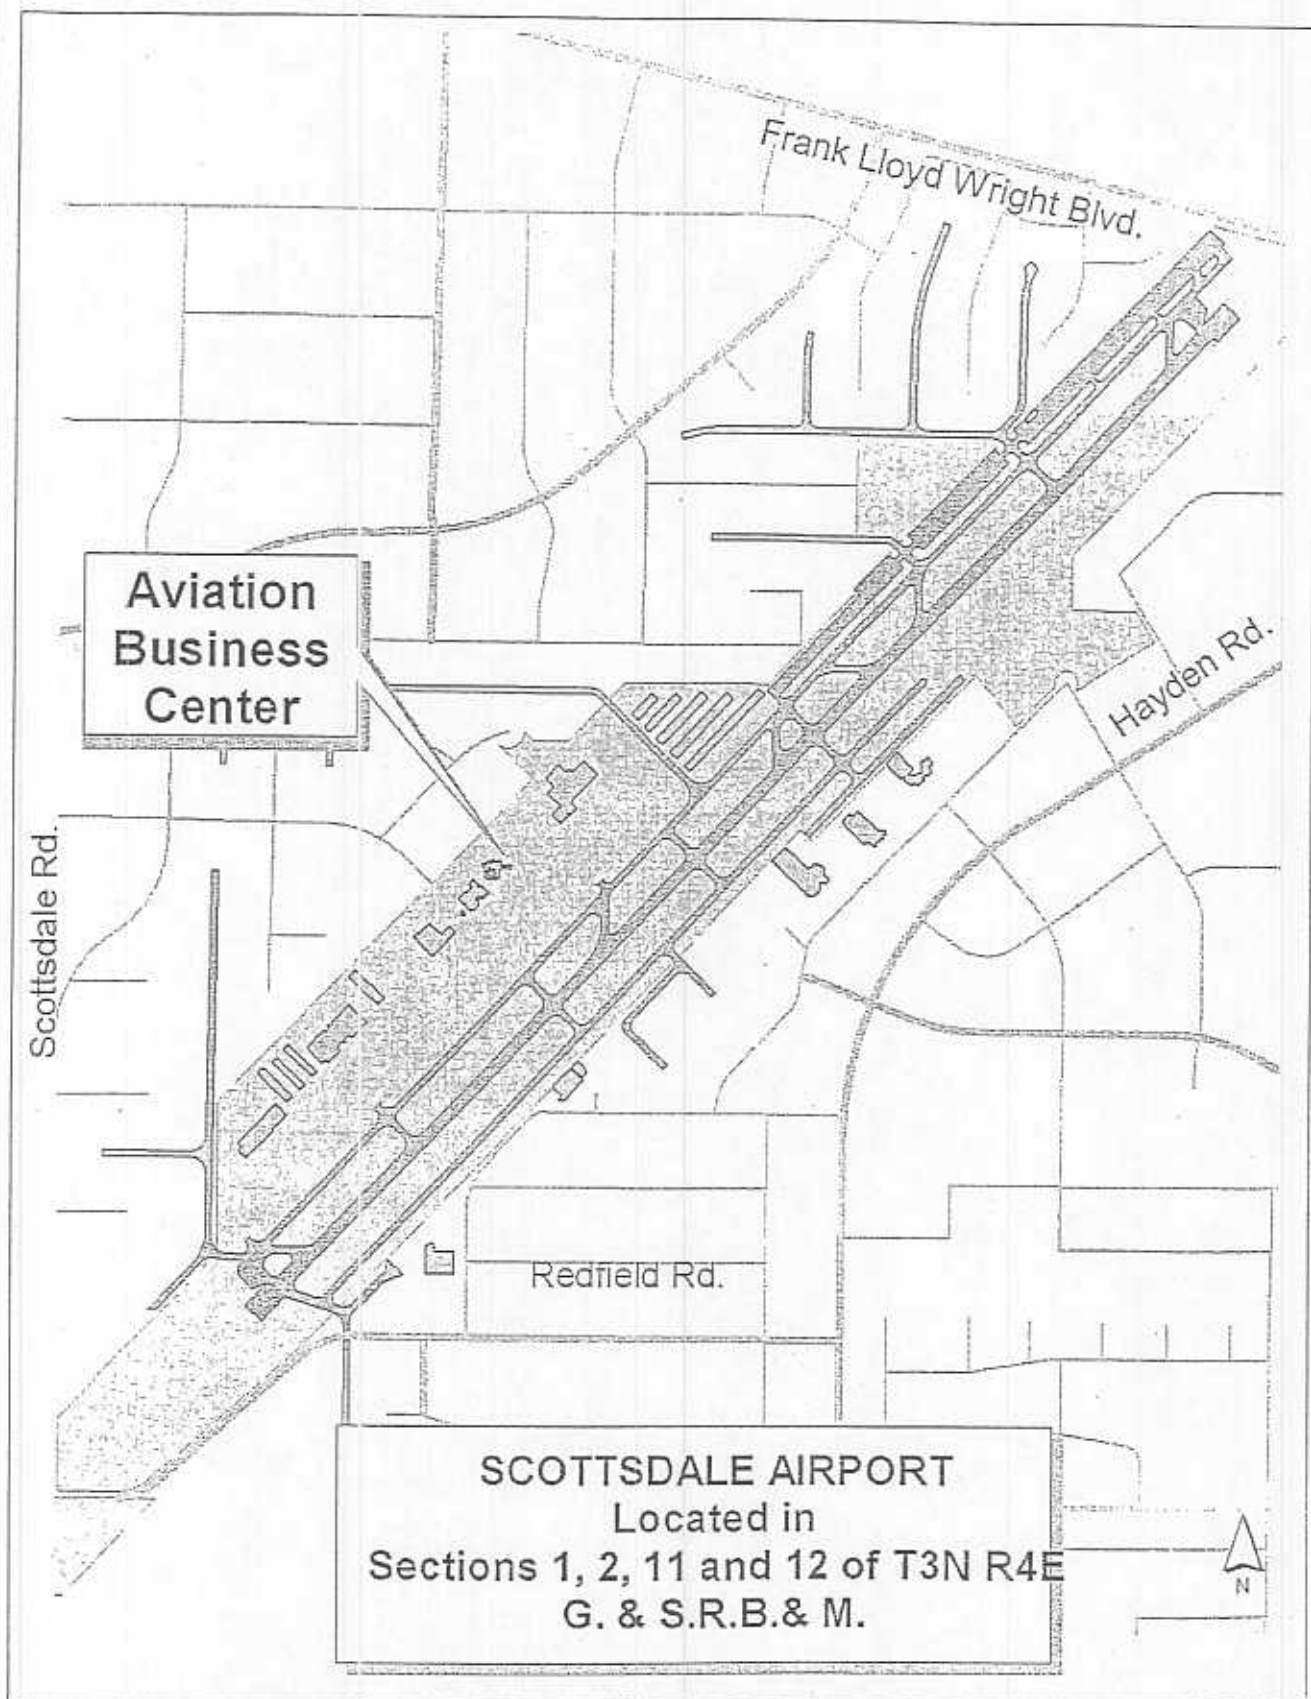 Frank Lloyd Wright Blvd.
Aviation
Business
Center
Hayden Rd.
Scottsdale Rd.
Redfield Rd.
SCOTTSDALE AIRPORT
Located in
Sections 1, 2, 11 and 12 of T3N R4E
G. & S.R.B.& M.
N